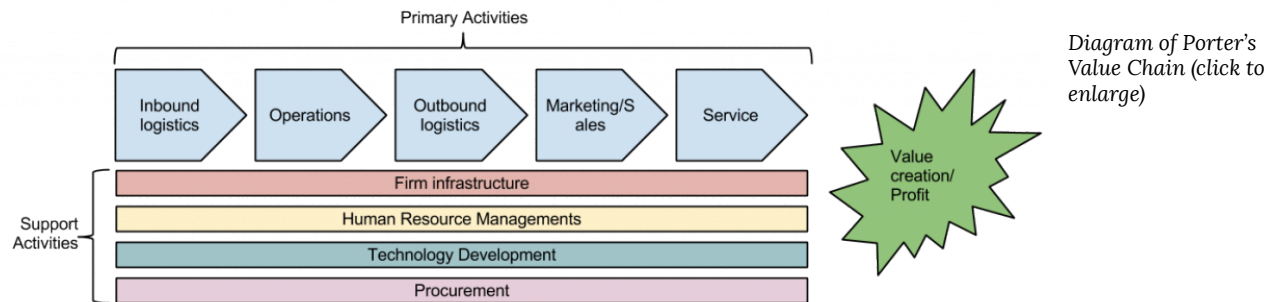 Primary Activities
Diagram of Porter's
Value Chain (click to
enlarge)
Inbound
logistics
Operations
Outbound
logistics
Marketing/S
ales
Service
Value
creation/
Profit
Support
Activities
Firm infrastructure
Human Resource Managements
Technology Development
Procurement